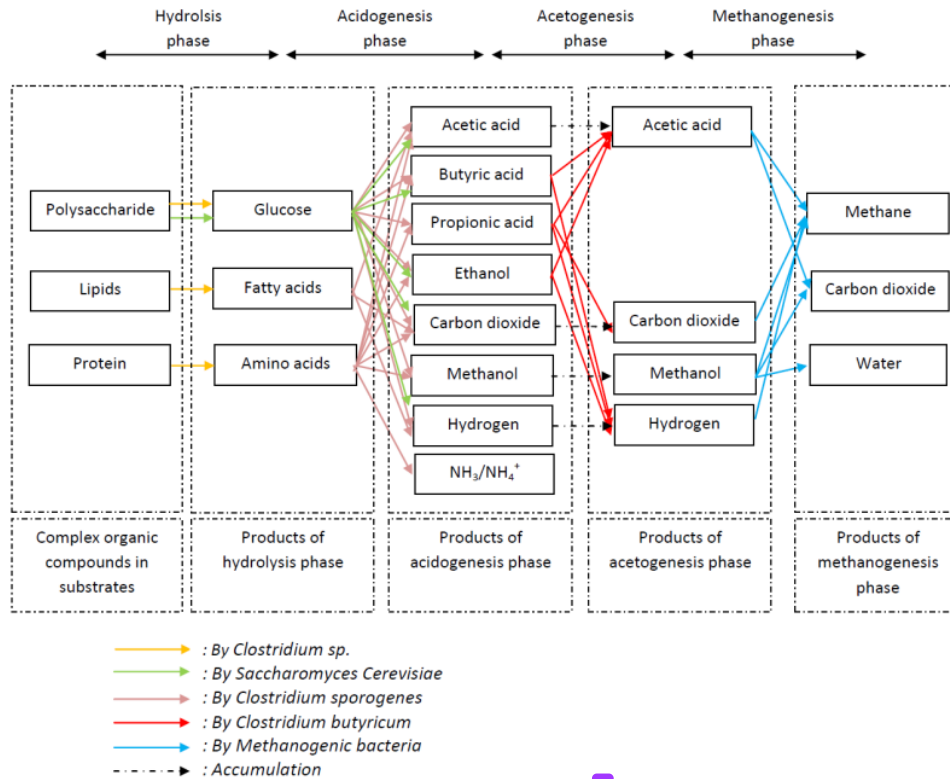 Hydrolsis
phase
Acidogenesis
phase
Acetogenesis
phase
Methanogenesis
phase
Polysaccharide
Lipids
Protein
Glucose
Fatty acids
Amino acids
Acetic acid
Butyric acid
Propionic acid
Ethanol
Carbon dioxide
Methanol
Hydrogen
NH₃/NH₄⁺
Acetic acid
Carbon dioxide
Methanol
Hydrogen
Methane
Carbon dioxide
Water
Complex organic
compounds in
substrates
Products of
hydrolysis phase
Products of
acidogenesis phase
Products of
acetogenesis phase
Products of
methanogenesis
phase
: By Clostridium sp.
: By Saccharomyces Cerevisiae
: By Clostridium sporogenes
: By Clostridium butyricum
: By Methanogenic bacteria
: Accumulation